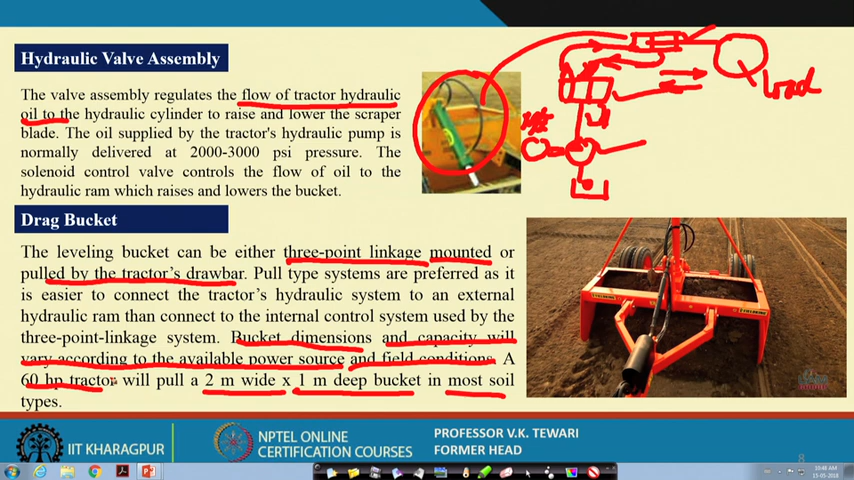 Hydraulic Valve Assembly
The valve assembly regulates the flow of tractor hydraulic
oil to the hydraulic cylinder to raise and lower the scraper
blade. The oil supplied by the tractor's hydraulic pump is
normally delivered at 2000-3000 psi pressure. The
solenoid control valve controls the flow of oil to the
hydraulic ram which raises and lowers the bucket.
load
Drag Bucket
The leveling bucket can be either three-point linkage mounted or
pulled by the tractor's drawbar. Pull type systems are preferred as it
is easier to connect the tractor's hydraulic system to an external
hydraulic ram than connect to the internal control system used by the
three-point-linkage system. Bucket dimensions and capacity will
vary according to the available power source and field conditions. A
60 hp tractor will pull a 2 m wide x 1 m deep bucket in most soil
types.
IIT KHARAGPUR
NPTEL ONLINE
CERTIFICATION COURSES
PROFESSOR V.K. TEWARI
FORMER HEAD
8
10:48 AM
15-05-2018